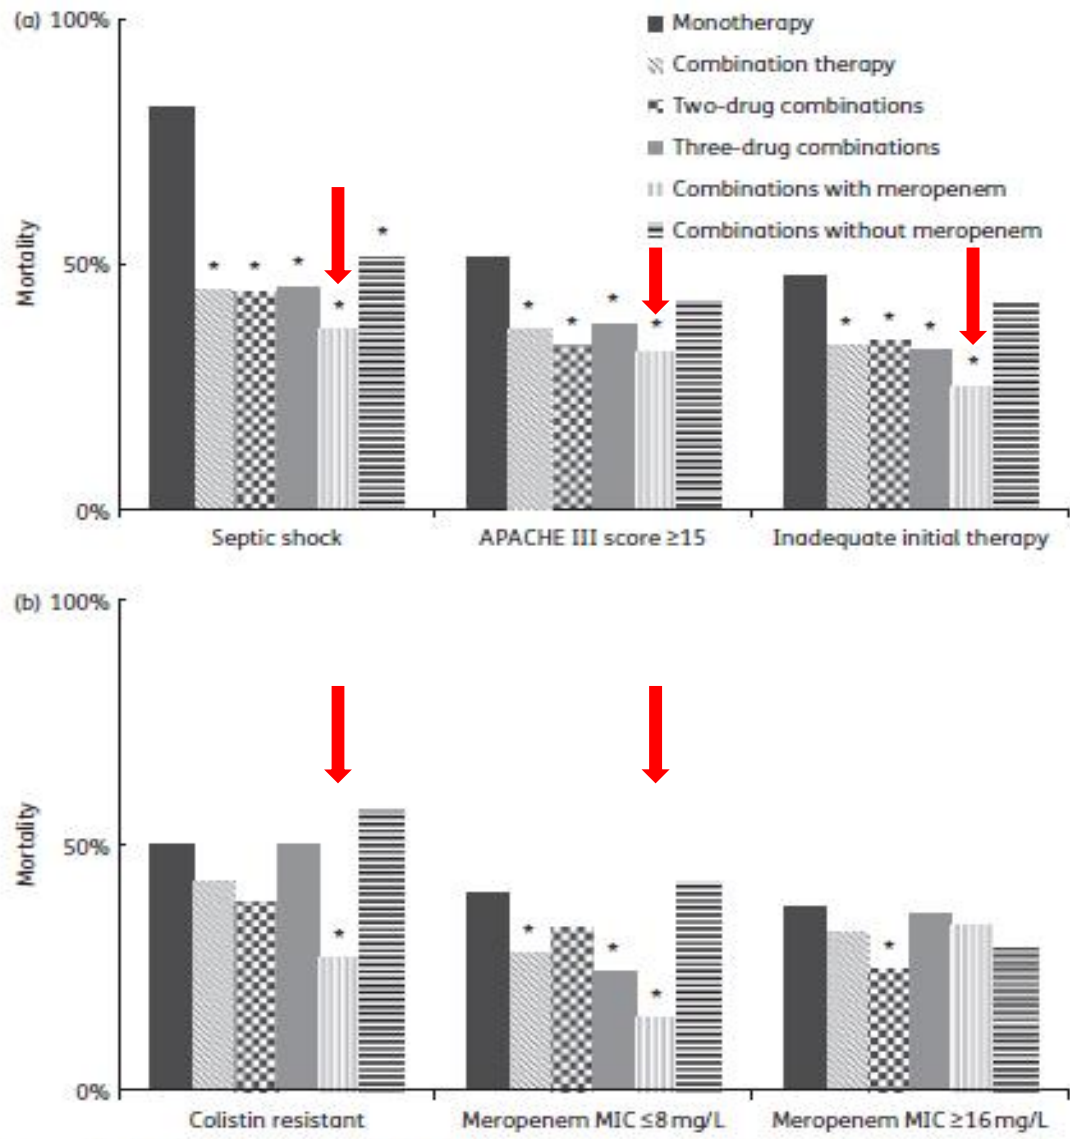 (a) 100%
Monotherapy
Combination therapy
Two-drug combinations
Three-drug combinations
Combinations with meropenem
Combinations without meropenem
Mortality
50%
* * * * *
* * * *
* * * *
0%
Septic shock
APACHE III score ≥15
Inadequate initial therapy
(b) 100%
Mortality
50%
*
* * *
*
0%
Colistin resistant
Meropenem MIC ≤8 mg/L
Meropenem MIC ≥16 mg/L